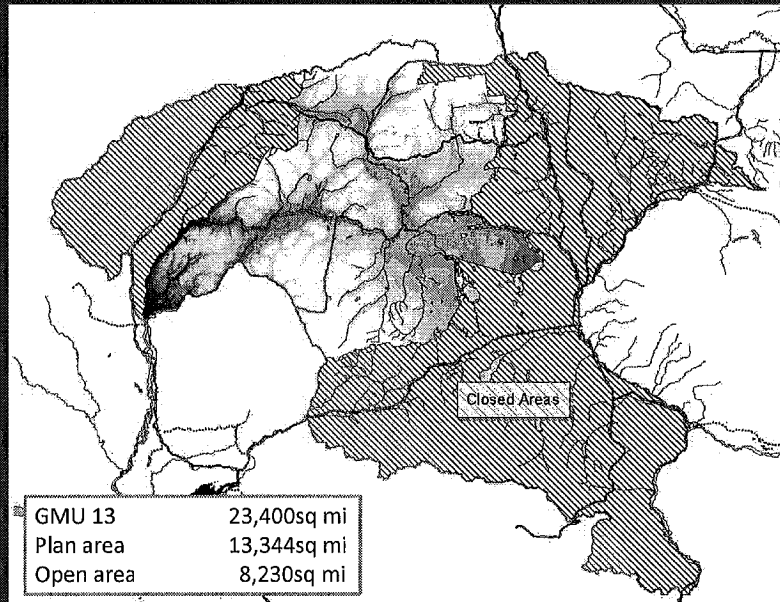 Closed Areas
GMU 13 23,400sq mi
Plan area 13,344sq mi
Open area 8,230sq mi